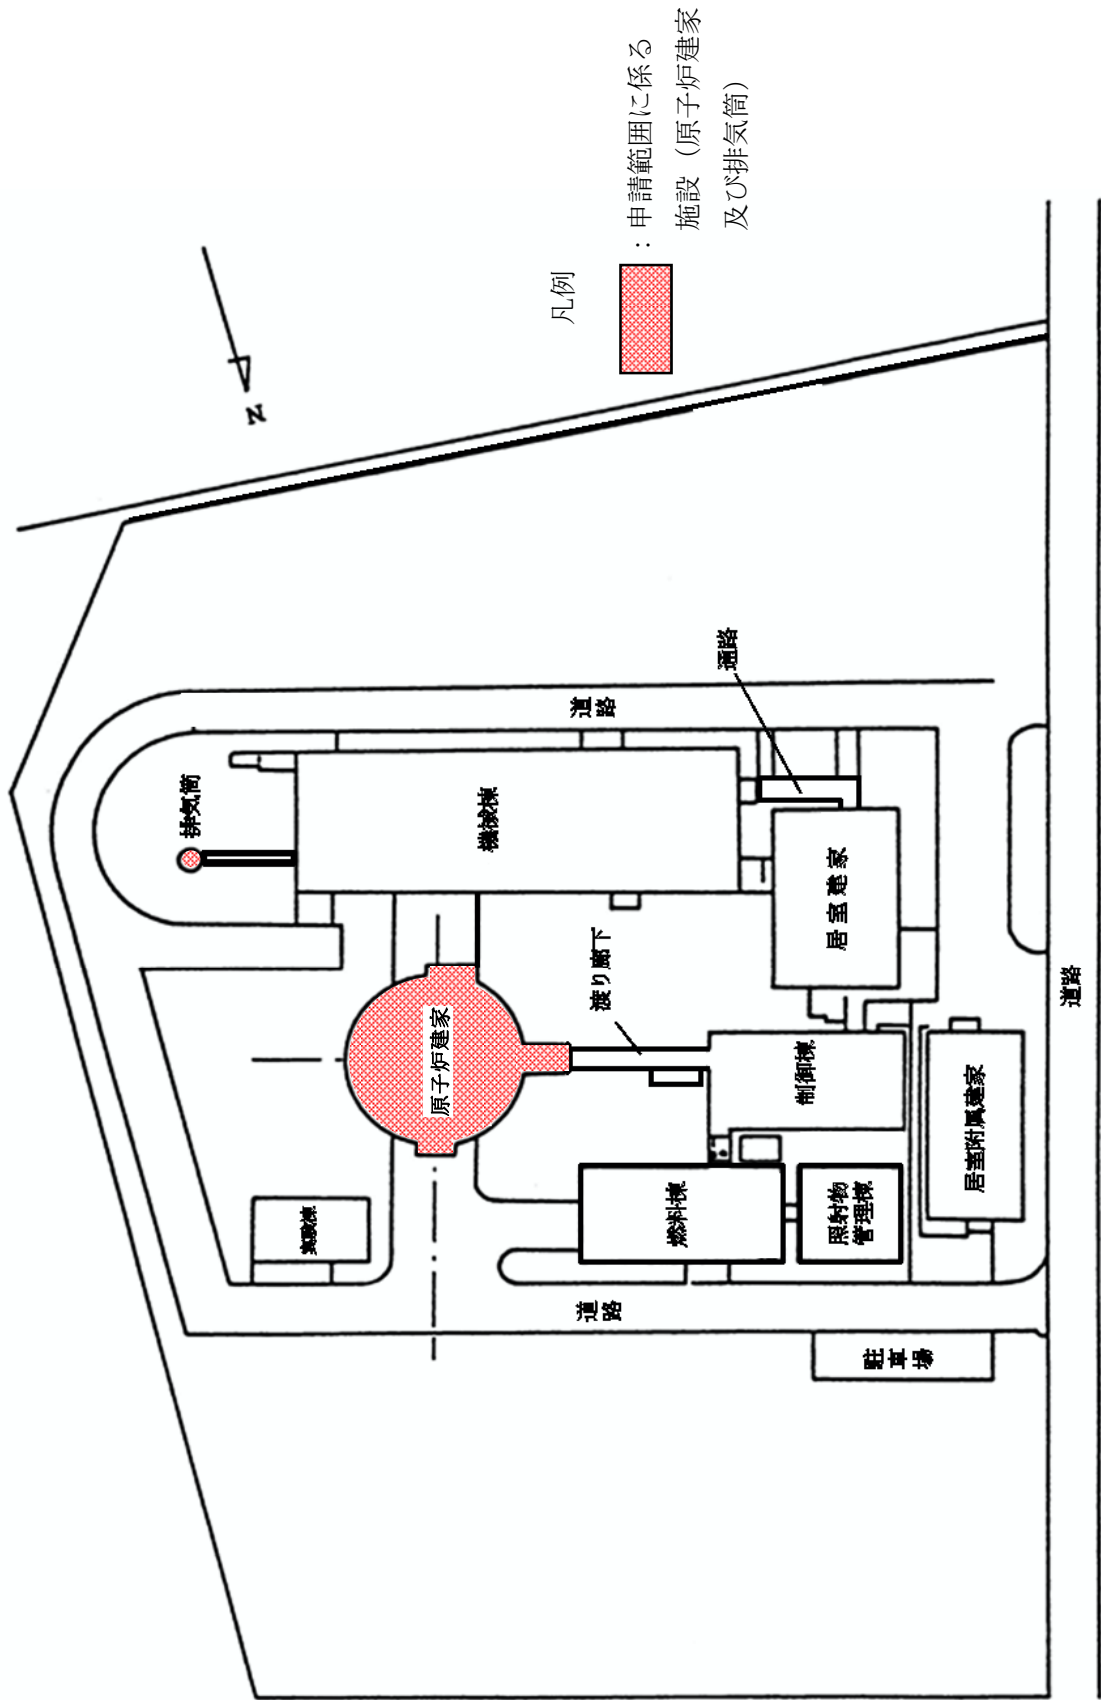 凡例
：申請範囲に係る
施設（原子炉建家
及び排気筒）
N
排気筒
道路
通路
機械棟
居室建家
渡り廊下
原子炉建家
制御棟
居室附属建家
道路
実験棟
燃料棟
照射物
管理棟
道路
駐車場